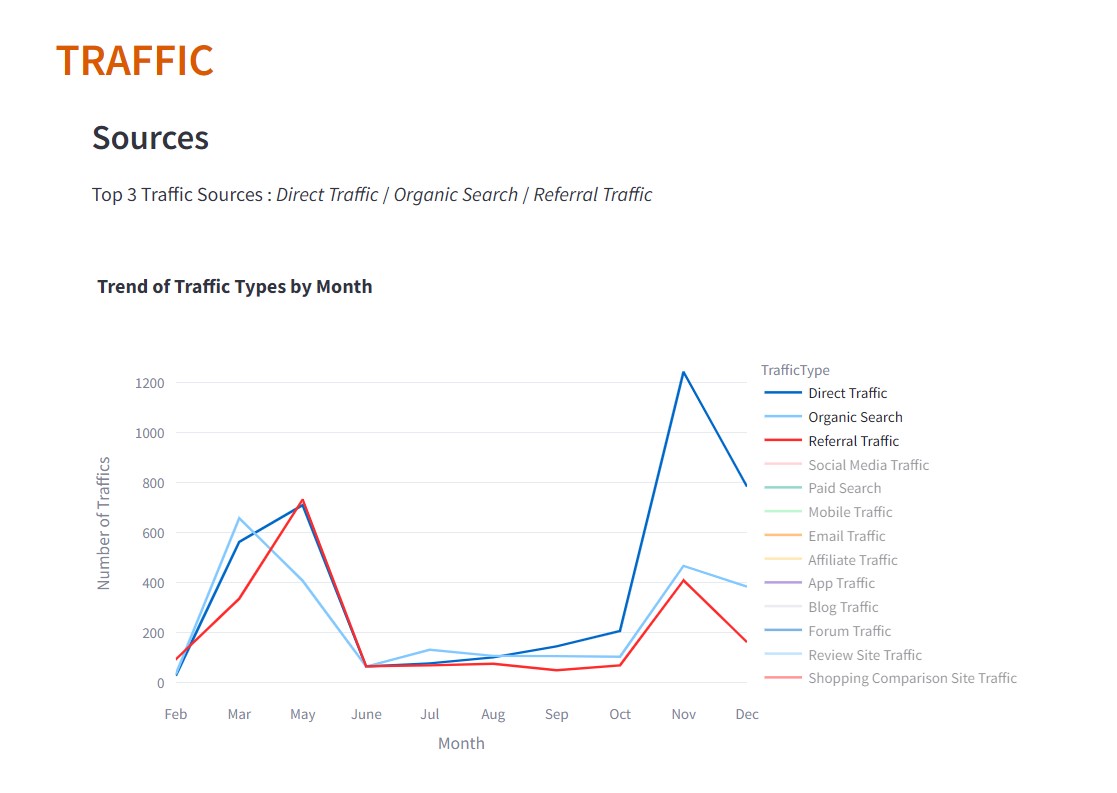 TRAFFIC
Sources
Top 3 Traffic Sources : Direct Traffic / Organic Search / Referral Traffic
Trend of Traffic Types by Month
1200
1000
800
600
400
200
0
Number of Traffics
Feb Mar May June Jul Aug Sep Oct Nov Dec
Month
TrafficType
Direct Traffic
Organic Search
Referral Traffic
Social Media Traffic
Paid Search
Mobile Traffic
Email Traffic
Affiliate Traffic
App Traffic
Blog Traffic
Forum Traffic
Review Site Traffic
Shopping Comparison Site Traffic